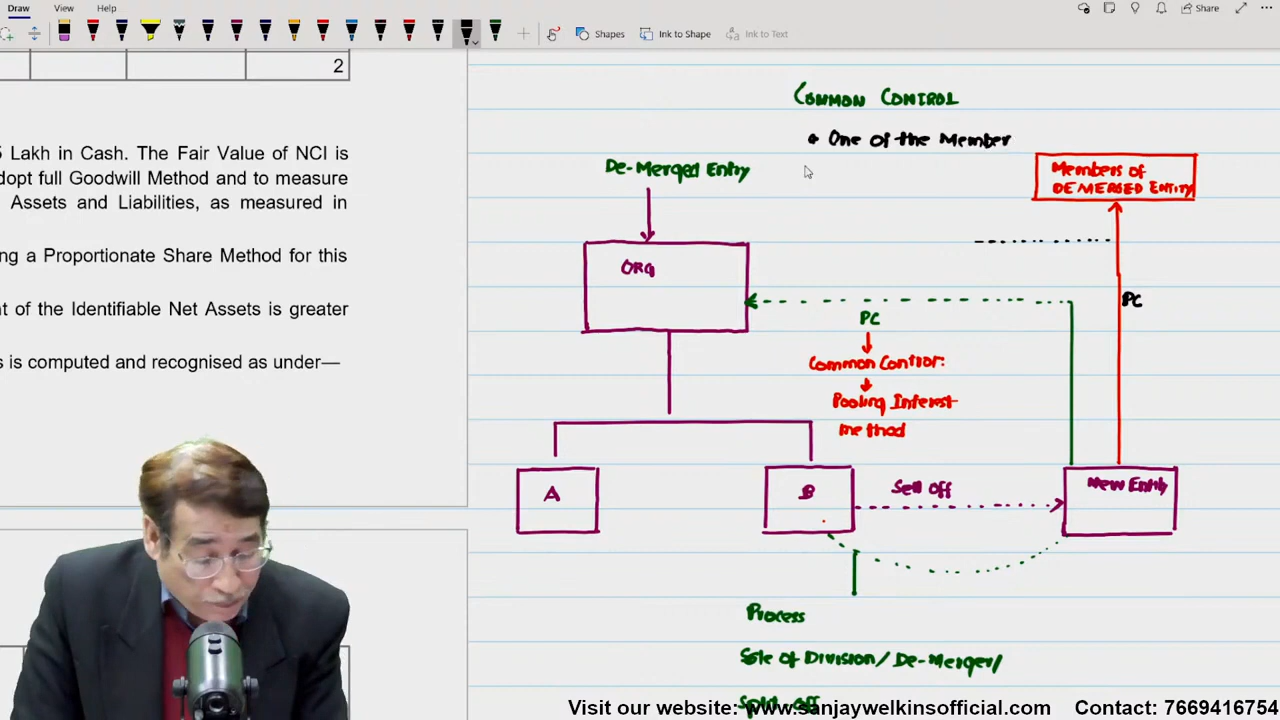 Draw
View
Help
Share
Shapes
Ink to Shape
Ink to Text
2
5 Lakh in Cash. The Fair Value of NCI is
dopt full Goodwill Method and to measure
Assets and Liabilities, as measured in
ng a Proportionate Share Method for this
nt of the Identifiable Net Assets is greater
s is computed and recognised as under—
COMMON CONTROL
• One of the Member
De-Merged Entity
Members of
DEMERGED ENTITY
ORG
PC
PC
Common Control:
Pooling Interest
method
A
B
Sell off
New Entity
Process
Sale of Division/De-Merger/
Split off
Visit our website: www.sanjaywelkinsofficial.com Contact: 7669416754